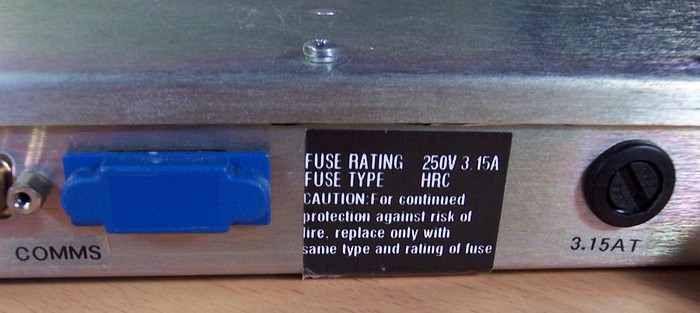 COMMS
FUSE RATING 250V 3.15A
FUSE TYPE HRC
CAUTION: For continued
protection against risk of
fire, replace only with
same type and rating of fuse
3.15AT